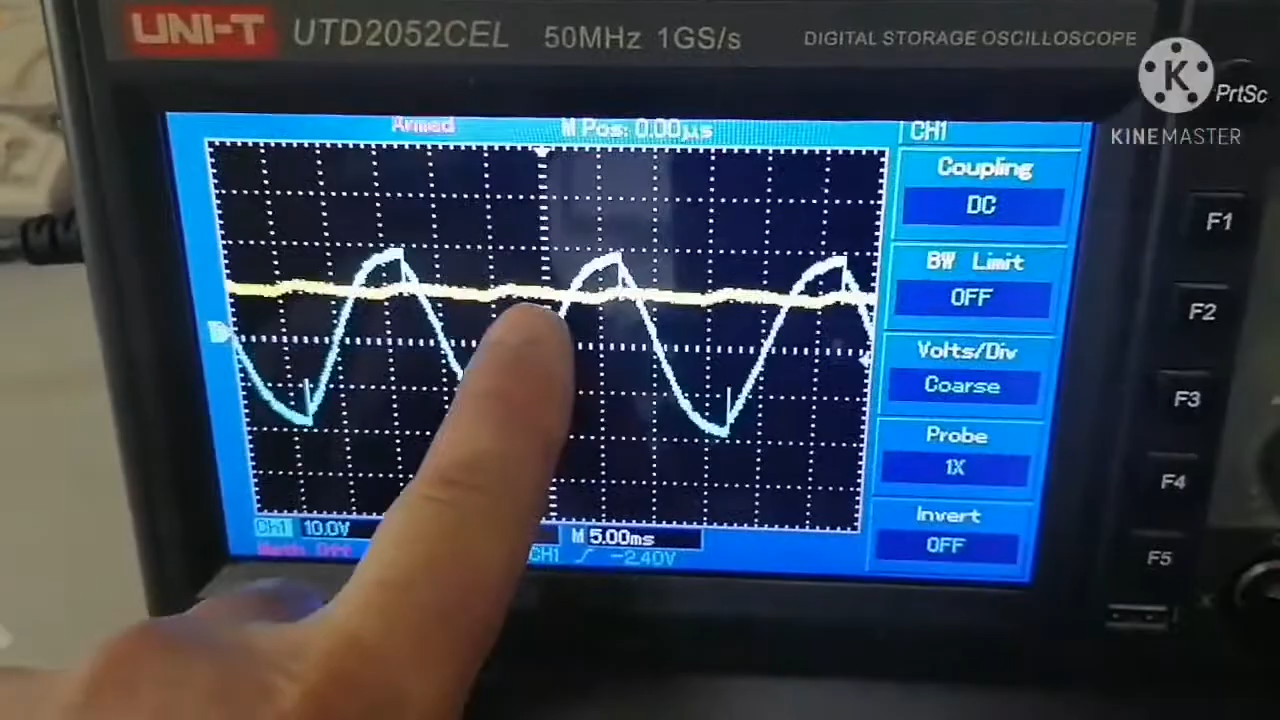 UNI-T UTD2052CEL 50MHz 1GS/s DIGITAL STORAGE OSCILLOSCOPE
K
KINEMASTER
PrtSc
Armed M Pos: 0.00µs CH1
Coupling
DC
F1
BW Limit
OFF
F2
Volts/Div
Coarse
F3
Probe
1X
F4
Invert
OFF
F5
Ch1 10.0V M 5.00ms
CH1 -2.40V